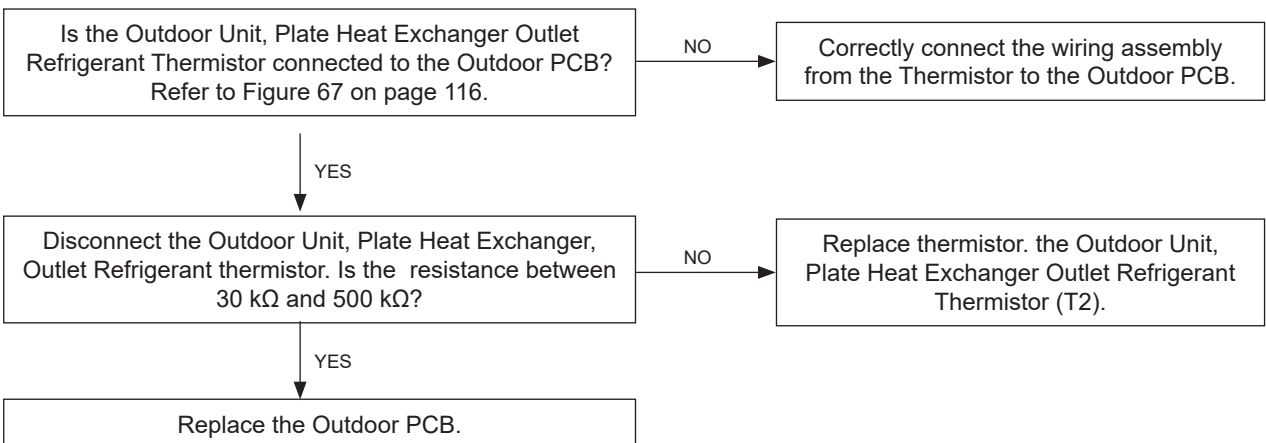 Is the Outdoor Unit, Plate Heat Exchanger Outlet
Refrigerant Thermistor connected to the Outdoor PCB?
Refer to Figure 67 on page 116.
NO
Correctly connect the wiring assembly
from the Thermistor to the Outdoor PCB.
YES
Disconnect the Outdoor Unit, Plate Heat Exchanger,
Outlet Refrigerant thermistor. Is the resistance between
30 kΩ and 500 kΩ?
NO
Replace thermistor. the Outdoor Unit,
Plate Heat Exchanger Outlet Refrigerant
Thermistor (T2).
YES
Replace the Outdoor PCB.